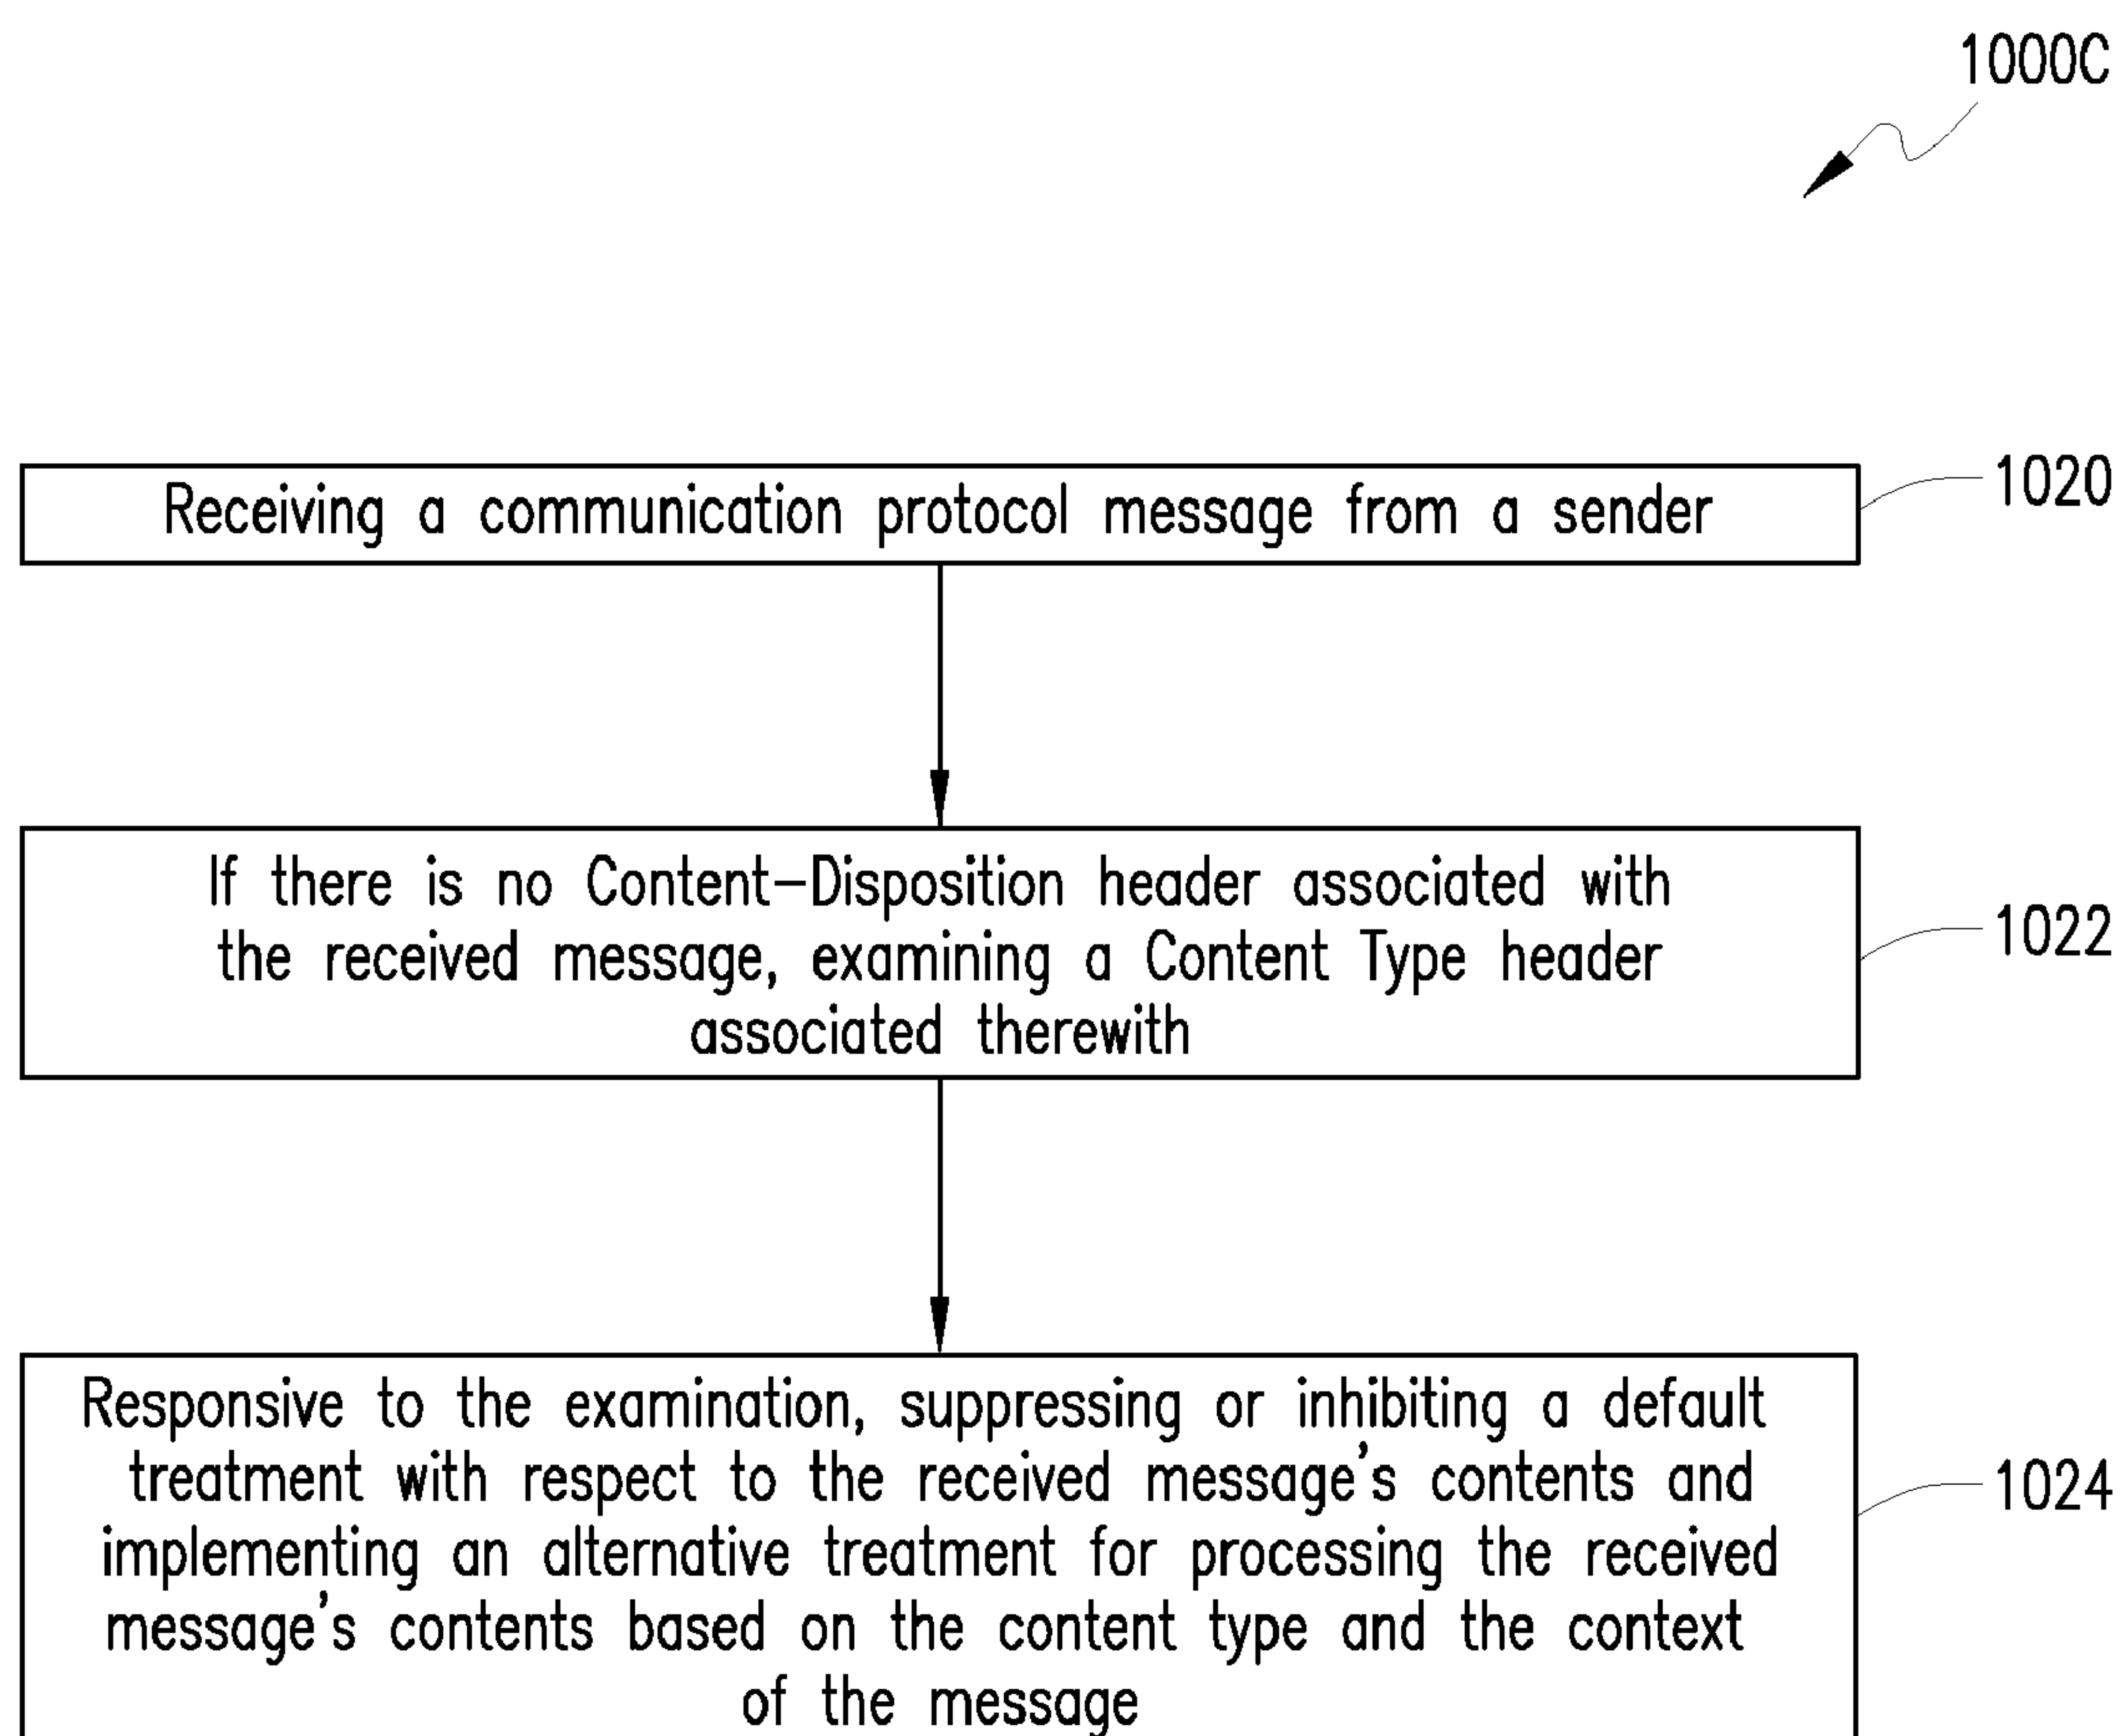 1000C
Receiving a communication protocol message from a sender
1020
If there is no Content-Disposition header associated with
the received message, examining a Content Type header
associated therewith
1022
Responsive to the examination, suppressing or inhibiting a default
treatment with respect to the received message's contents and
implementing an alternative treatment for processing the received
message's contents based on the content type and the context
of the message
1024